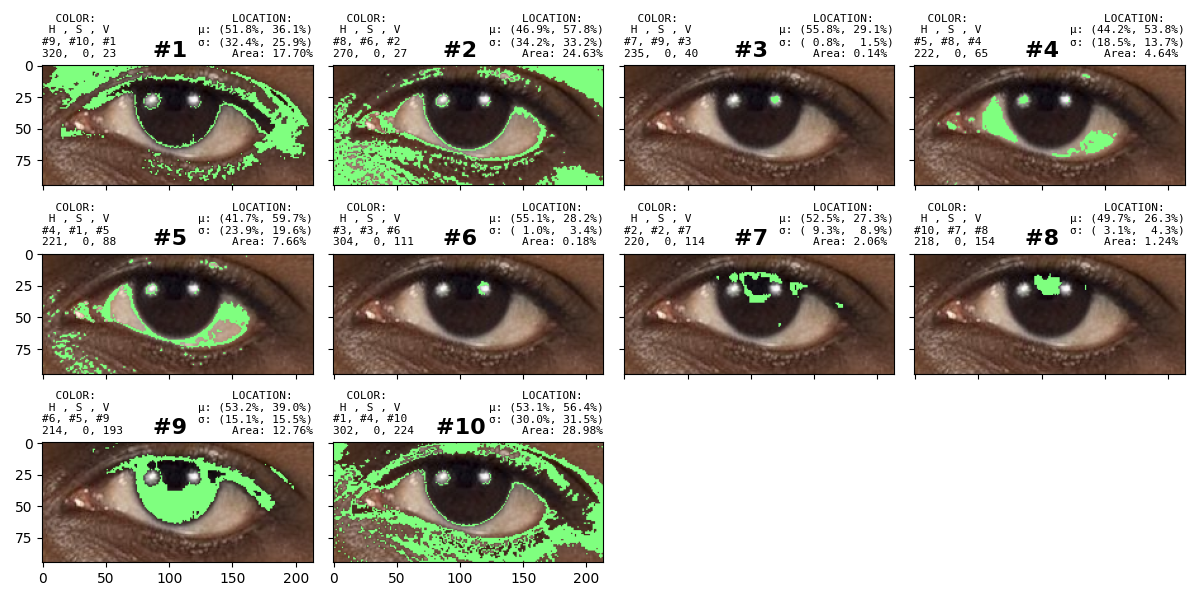 COLOR: LOCATION: COLOR: LOCATION: COLOR: LOCATION: COLOR: LOCATION:
H , S , V μ: (51.8%, 36.1%) H , S , V μ: (46.9%, 57.8%) H , S , V μ: (55.8%, 29.1%) H , S , V μ: (44.2%, 53.8%)
#9, #10, #1 #1 σ: (32.4%, 25.9%) #8, #6, #2 #2 σ: (34.2%, 33.2%) #7, #9, #3 #3 σ: ( 0.8%, 1.5%) #5, #8, #4 #4 σ: (18.5%, 13.7%)
320, 0, 23 Area: 17.70% 270, 0, 27 Area: 24.63% 235, 0, 40 Area: 0.14% 222, 0, 65 Area: 4.64%
0
25
50
75
COLOR: LOCATION: COLOR: LOCATION: COLOR: LOCATION: COLOR: LOCATION:
H , S , V μ: (41.7%, 59.7%) H , S , V μ: (55.1%, 28.2%) H , S , V μ: (52.5%, 27.3%) H , S , V μ: (49.7%, 26.3%)
#4, #1, #5 #5 σ: (23.9%, 19.6%) #3, #3, #6 #6 σ: ( 1.0%, 3.4%) #2, #2, #7 #7 σ: ( 9.3%, 8.9%) #10, #7, #8 #8 σ: ( 3.1%, 4.3%)
221, 0, 88 Area: 7.66% 304, 0, 111 Area: 0.18% 220, 0, 114 Area: 2.06% 218, 0, 154 Area: 1.24%
0
25
50
75
COLOR: LOCATION: COLOR: LOCATION:
H , S , V μ: (53.2%, 39.0%) H , S , V μ: (53.1%, 56.4%)
#6, #5, #9 #9 σ: (15.1%, 15.5%) #1, #4, #10 #10 σ: (30.0%, 31.5%)
214, 0, 193 Area: 12.76% 302, 0, 224 Area: 28.98%
0
25
50
75
0 50 100 150 200 0 50 100 150 200